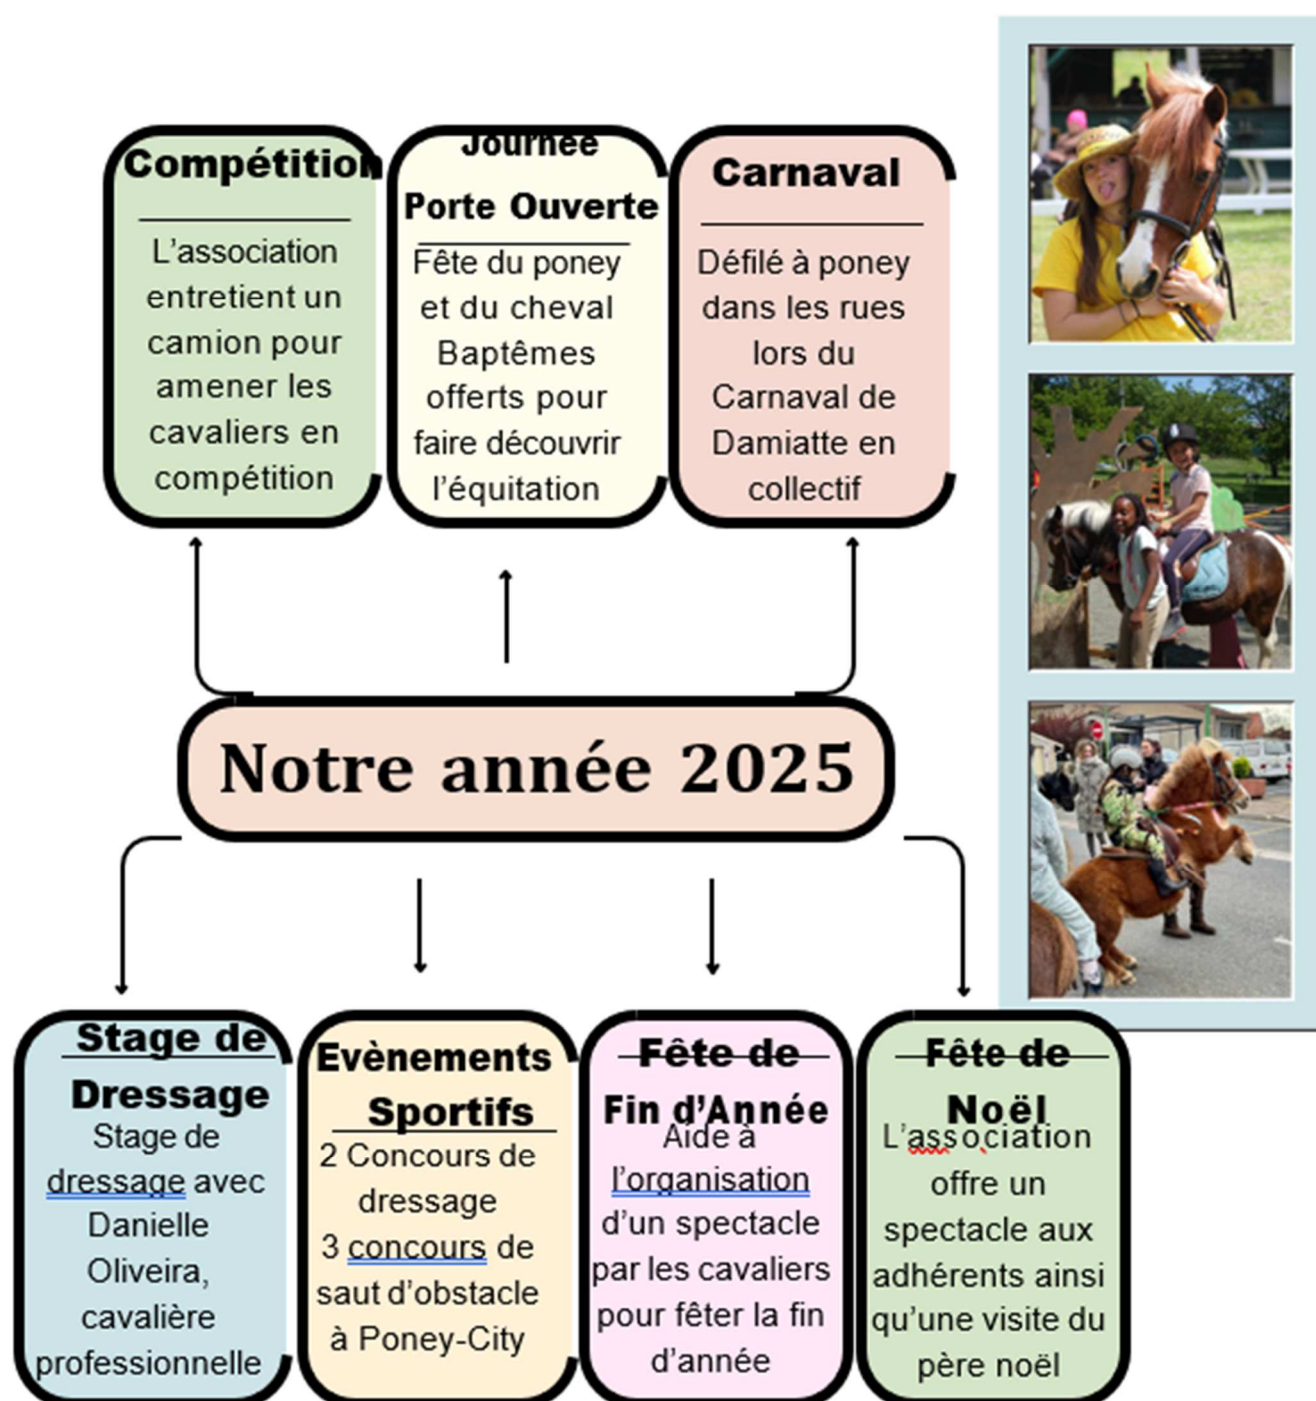 Compétition
L'association
entretient un
camion pour
amener les
cavaliers en
compétition
Journée
Porte Ouverte
Fête du poney
et du cheval
Baptêmes
offerts pour
faire découvrir
l'équitation
Carnaval
Défilé à poney
dans les rues
lors du
Carnaval de
Damiatte en
collectif
Notre année 2025
Stage de
Dressage
Stage de
dressage avec
Danielle
Oliveira,
cavalière
professionnelle
Evènements
Sportifs
2 Concours de
dressage
3 concours de
saut d'obstacle
à Poney-City
Fête de
Fin d'Année
Aide à
l'organisation
d'un spectacle
par les cavaliers
pour fêter la fin
d'année
Fête de
Noël
L'association
offre un
spectacle aux
adhérents ainsi
qu'une visite du
père noël